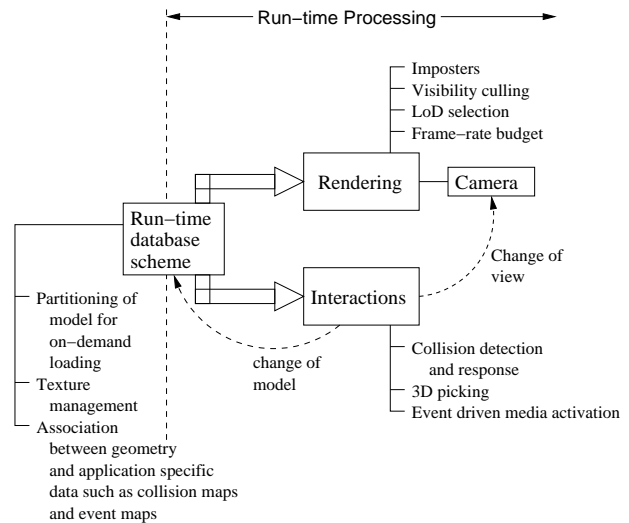 Run−time Processing
Imposters
Visibility culling
LoD selection
Frame−rate budget
Rendering
Camera
Run−time
database
scheme
Change of
view
Interactions
Partitioning of
model for
on−demand
loading
Texture
management
Association
between geometry
and application specific
data such as collision maps
and event maps
change of
model
Collision detection
and response
3D picking
Event driven media activation